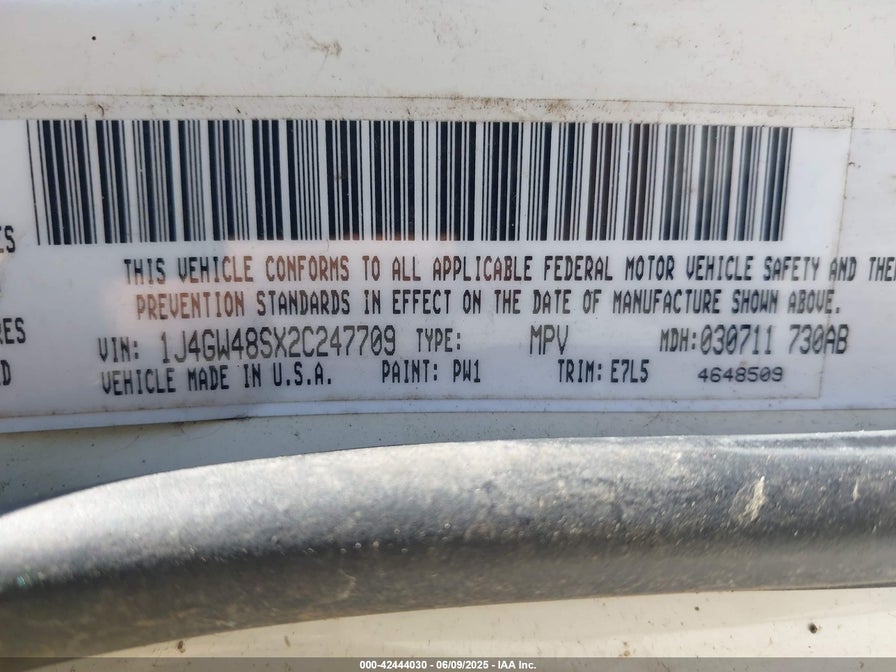 ES
THIS VEHICLE CONFORMS TO ALL APPLICABLE FEDERAL MOTOR VEHICLE SAFETY AND THE
PREVENTION STANDARDS IN EFFECT ON THE DATE OF MANUFACTURE SHOWN ABOVE.
RES
VIN: 1J4GW48SX2C247709 TYPE: MPV MDH:030711 730AB
D
VEHICLE MADE IN U.S.A. PAINT: PW1 TRIM: E7L5 4648509
000-42444030 | 06/09/2025 - IAA Inc.